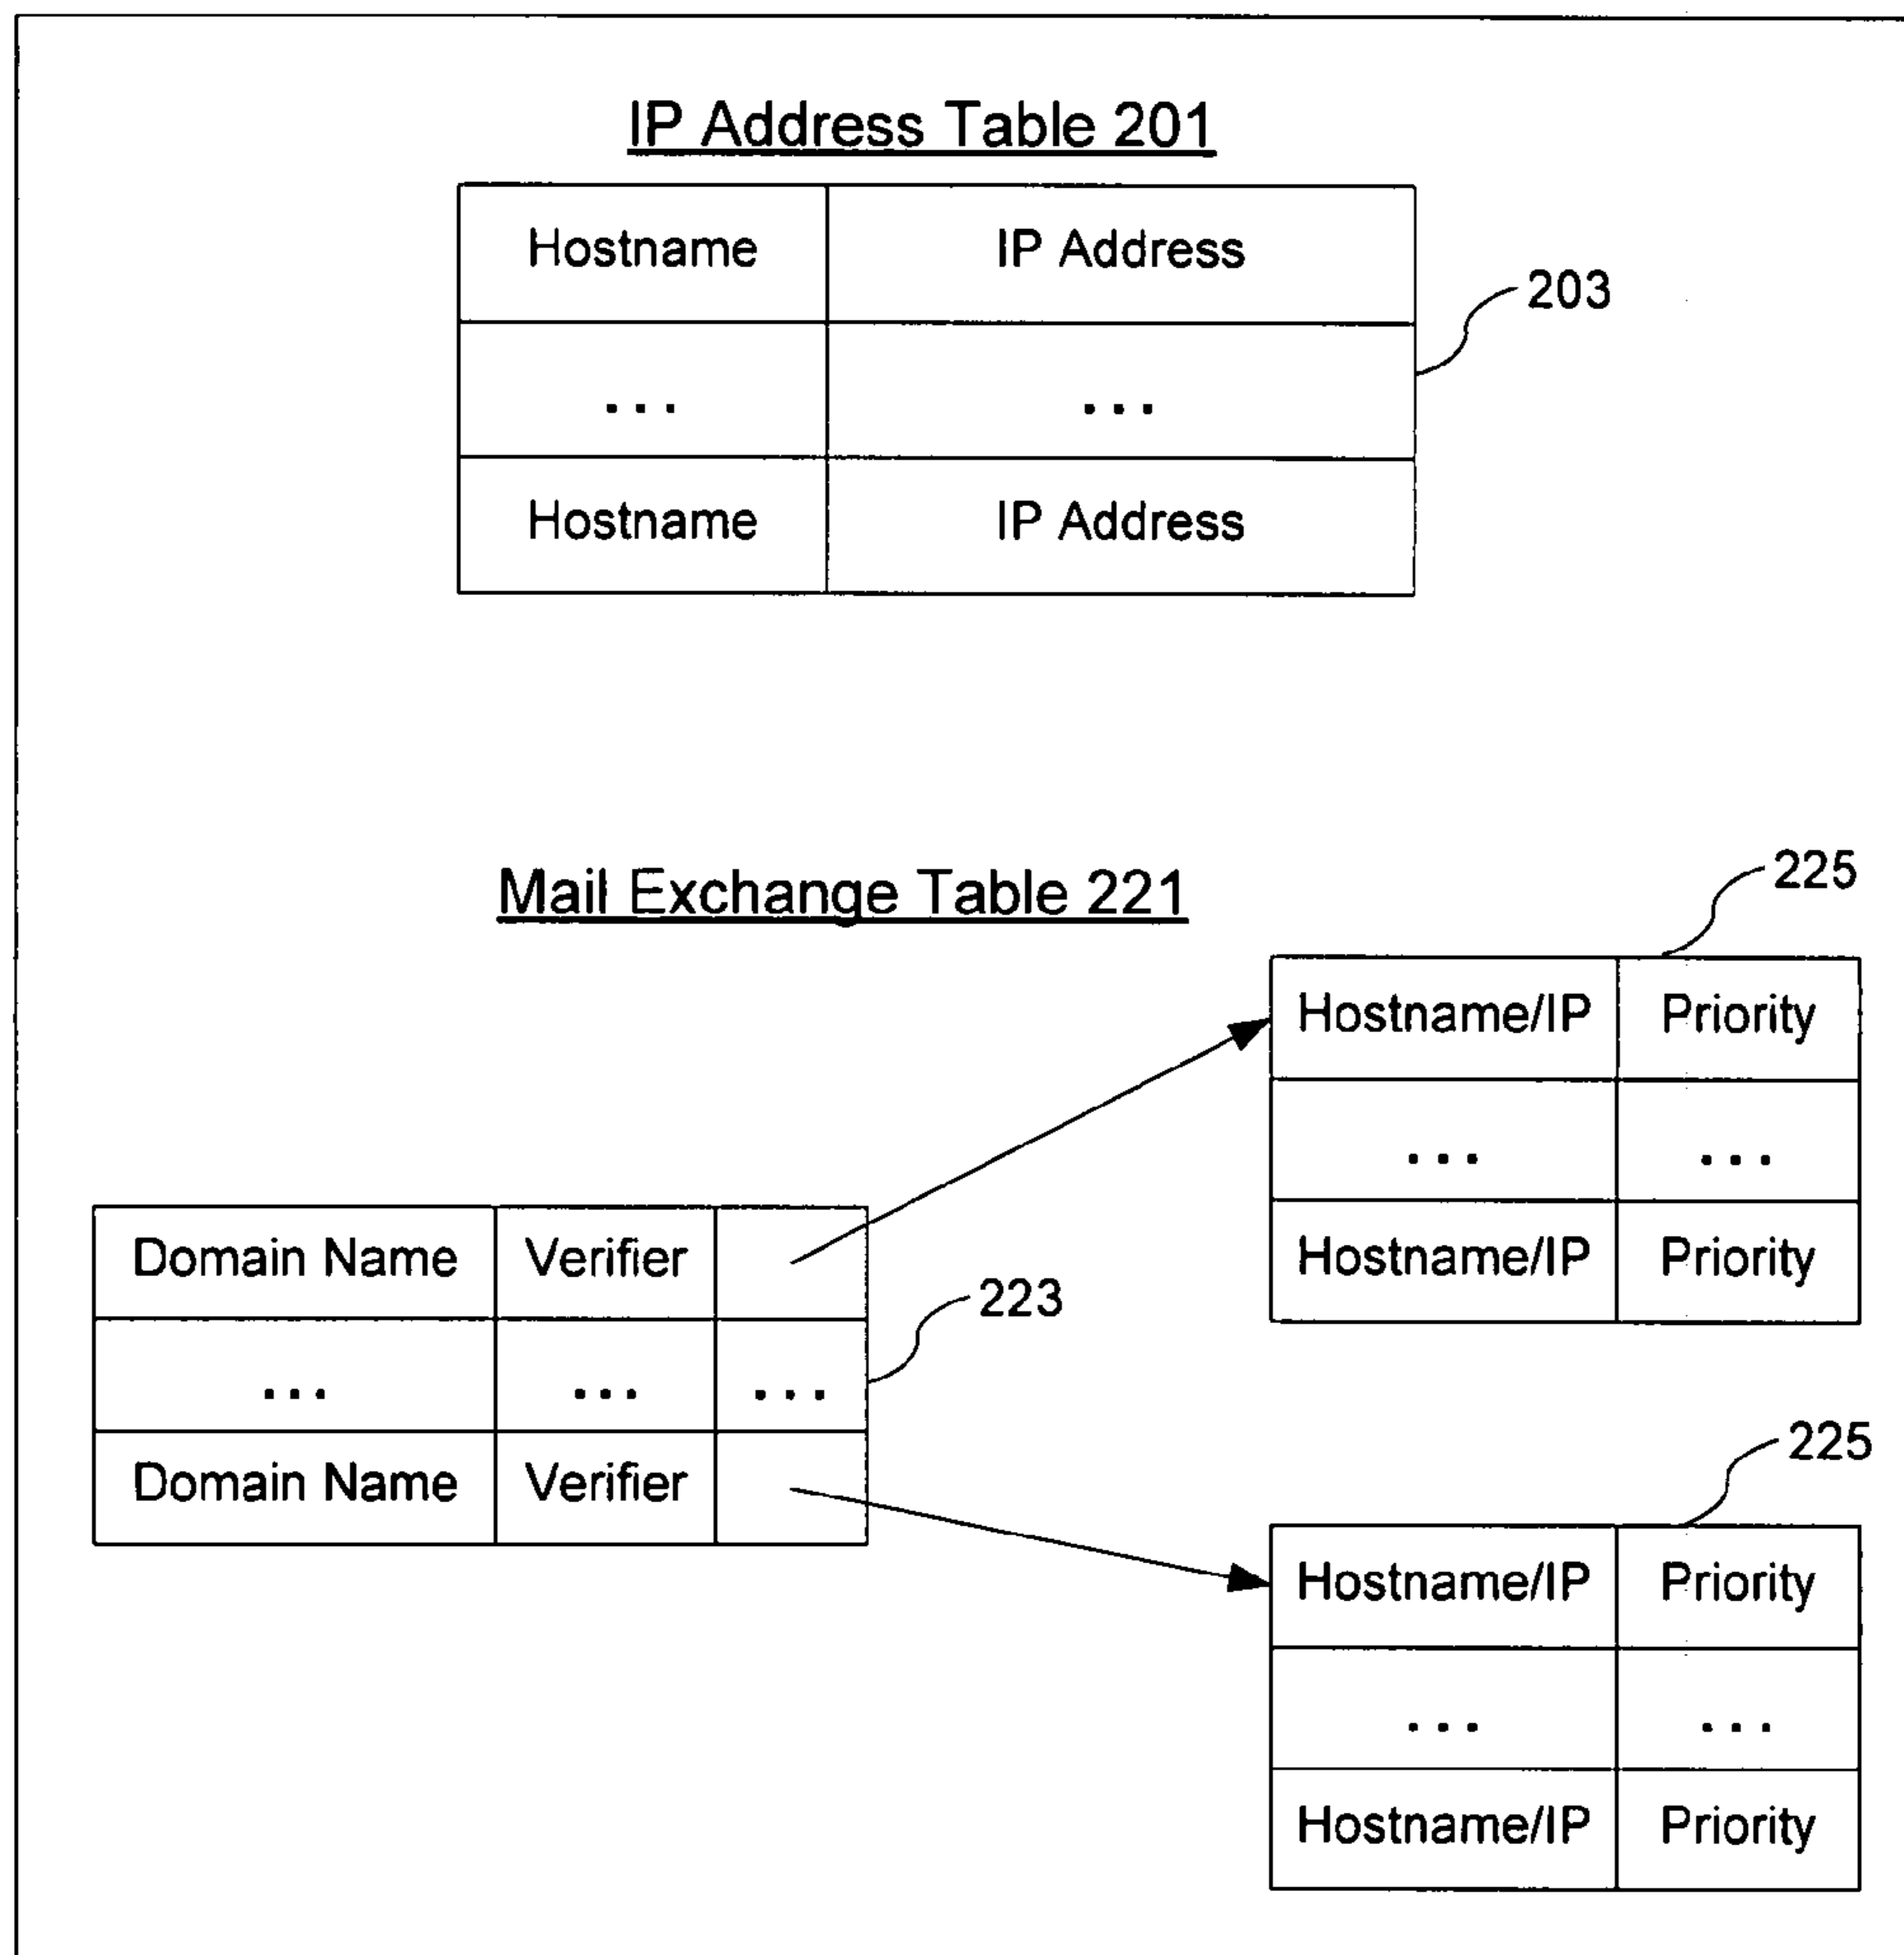 IP Address Table 201
Hostname IP Address
203
... ...
Hostname IP Address
Mail Exchange Table 221
225
Hostname/IP Priority
... ...
Hostname/IP Priority
Domain Name Verifier
223
... ... ...
Domain Name Verifier
225
Hostname/IP Priority
... ...
Hostname/IP Priority